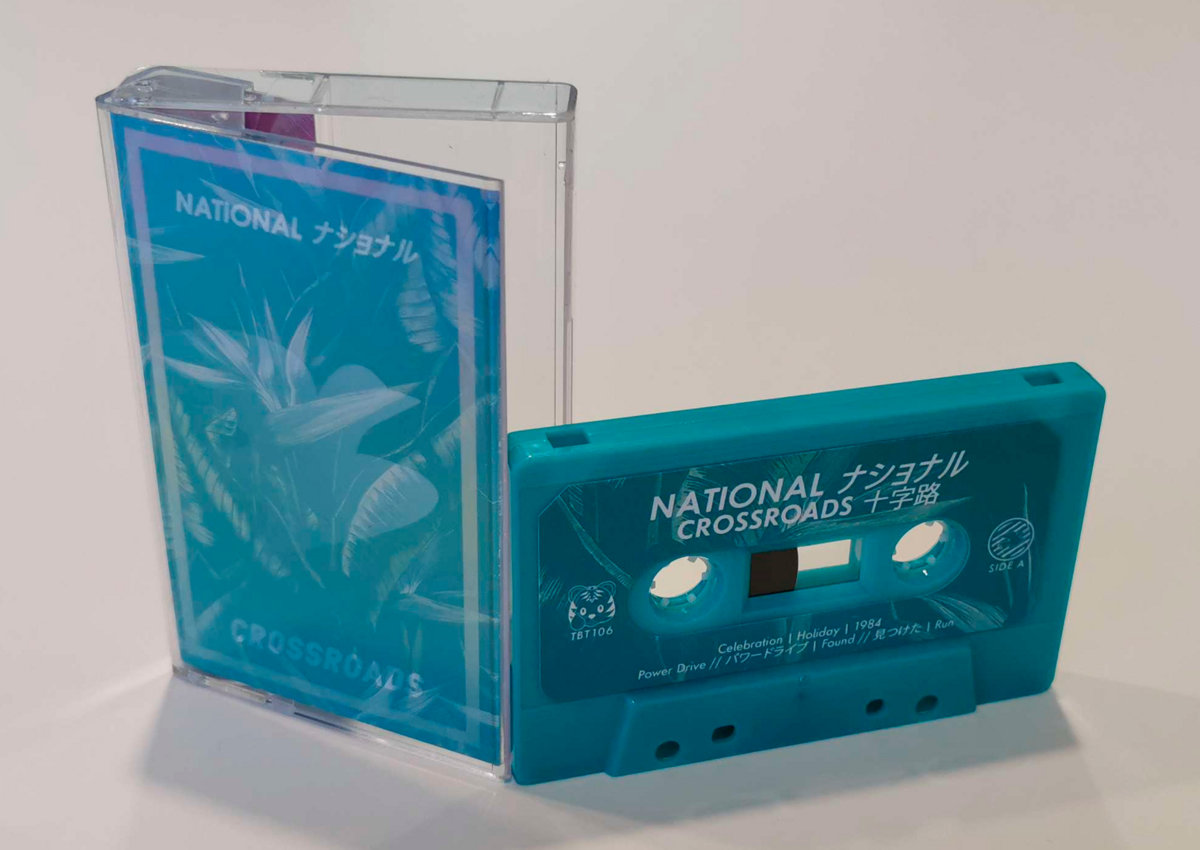 NATIONAL ナショナル
CROSSROADS
NATIONAL ナショナル
CROSSROADS 十字路
TBT106
SIDE A
Celebration | Holiday | 1984
Power Drive // パワードライブ | Found // 見つけた | Run